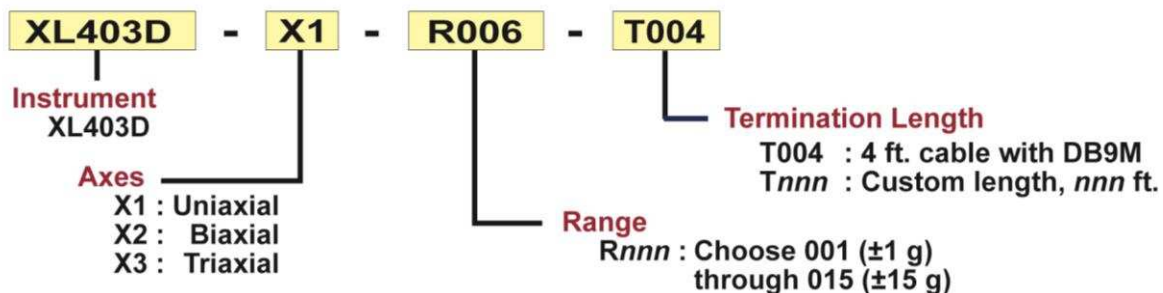 XL403D - X1 - R006 - T004
Instrument
XL403D
Termination Length
T004 : 4 ft. cable with DB9M
Tnnn : Custom length, nnn ft.
Axes
X1 : Uniaxial
X2 : Biaxial
X3 : Triaxial
Range
Rnnn : Choose 001 (±1 g)
through 015 (±15 g)